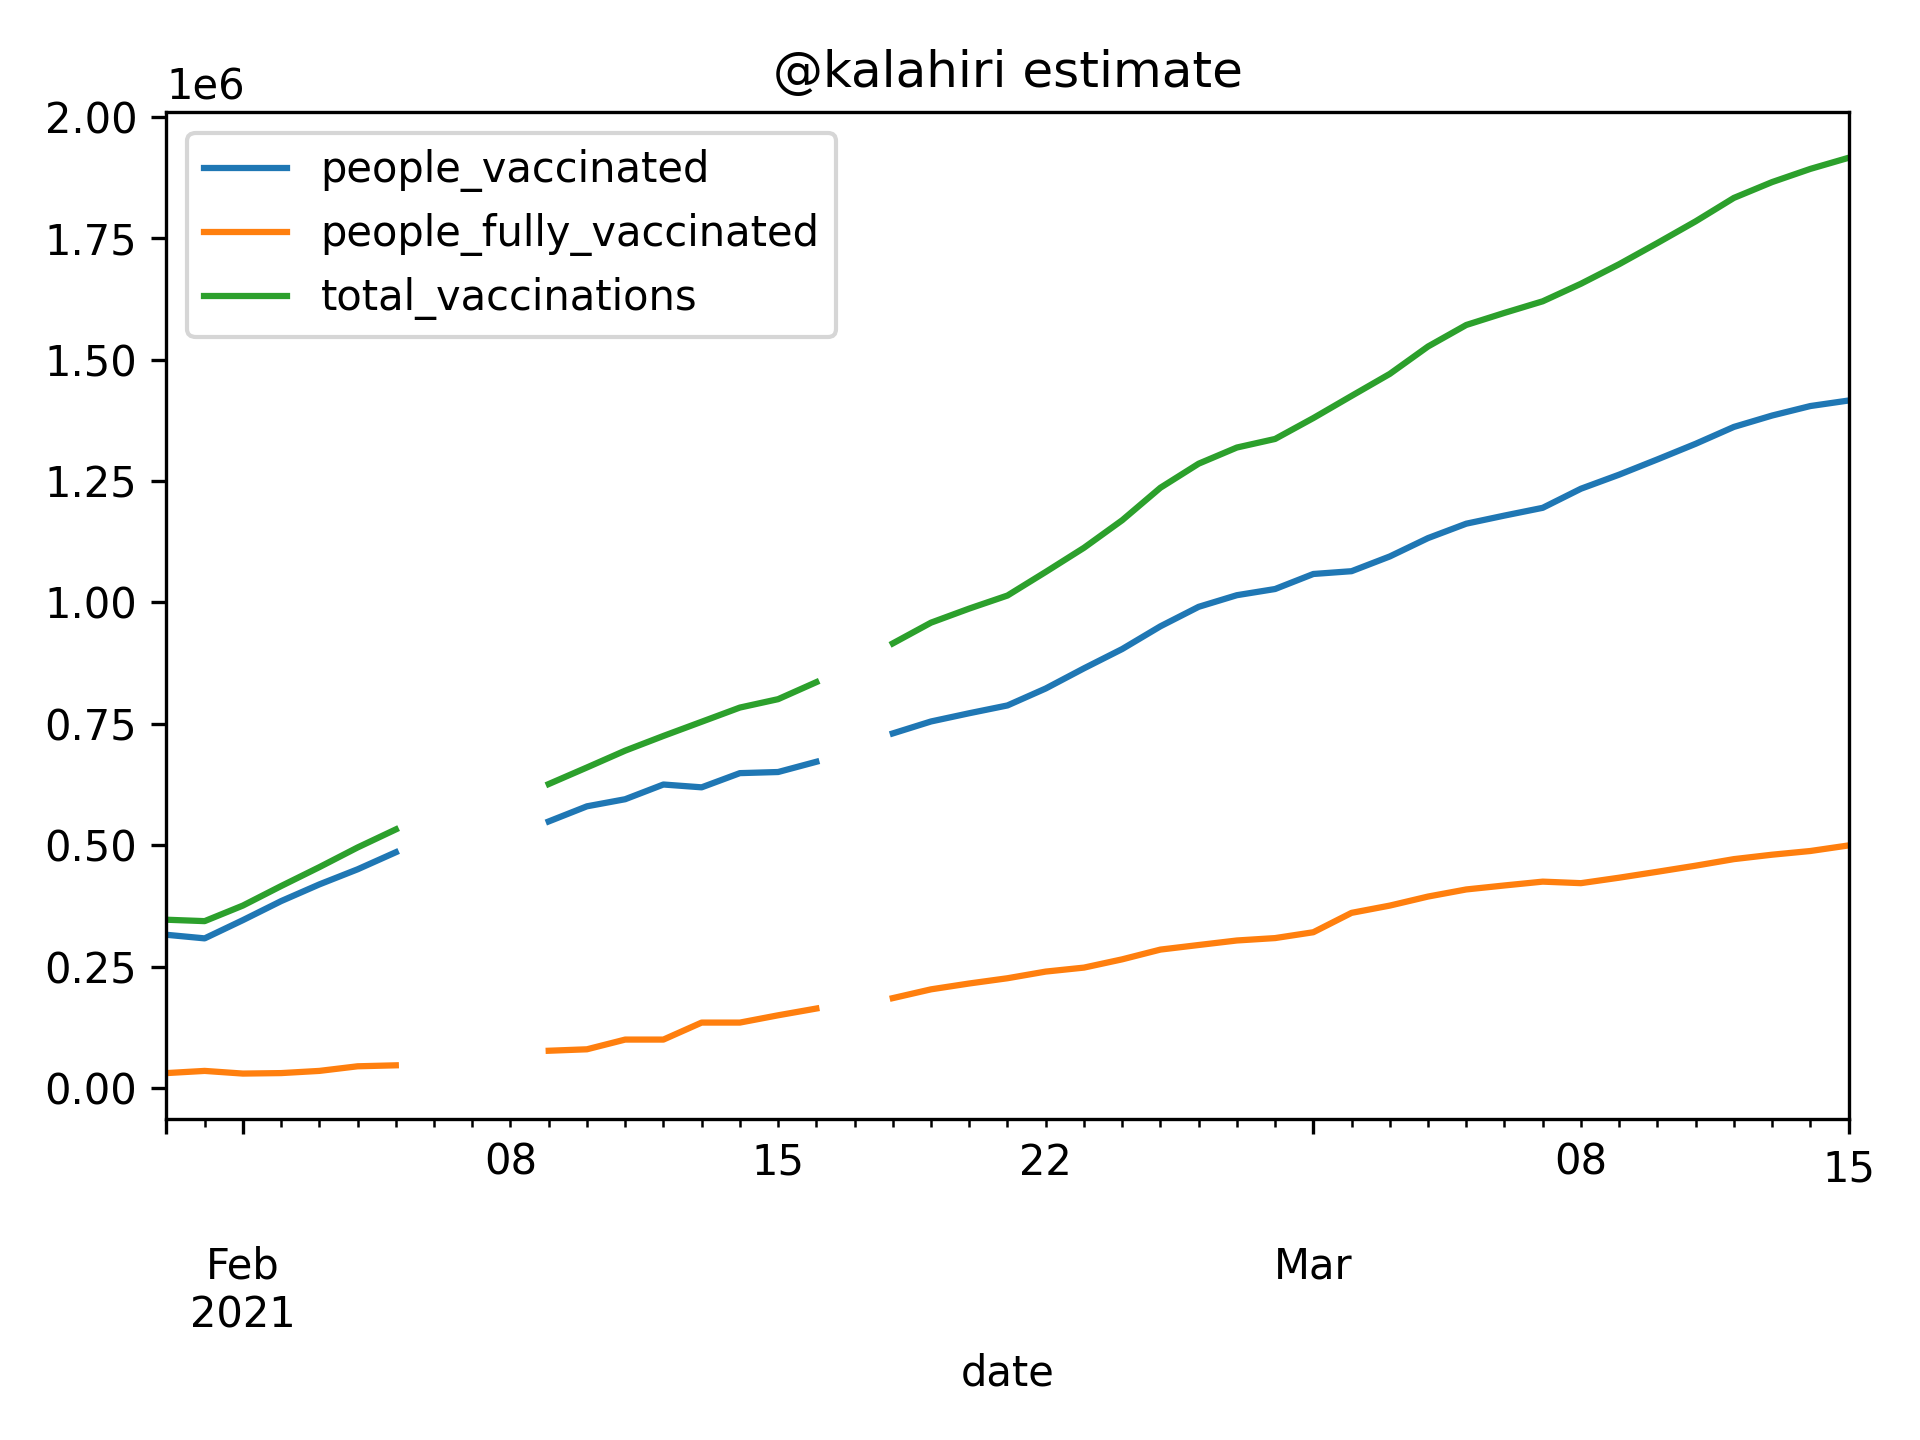 @kalahiri estimate
1e6
2.00
1.75
1.50
1.25
1.00
0.75
0.50
0.25
0.00
people_vaccinated
people_fully_vaccinated
total_vaccinations
08 15 22 08 15
Feb Mar
2021
date